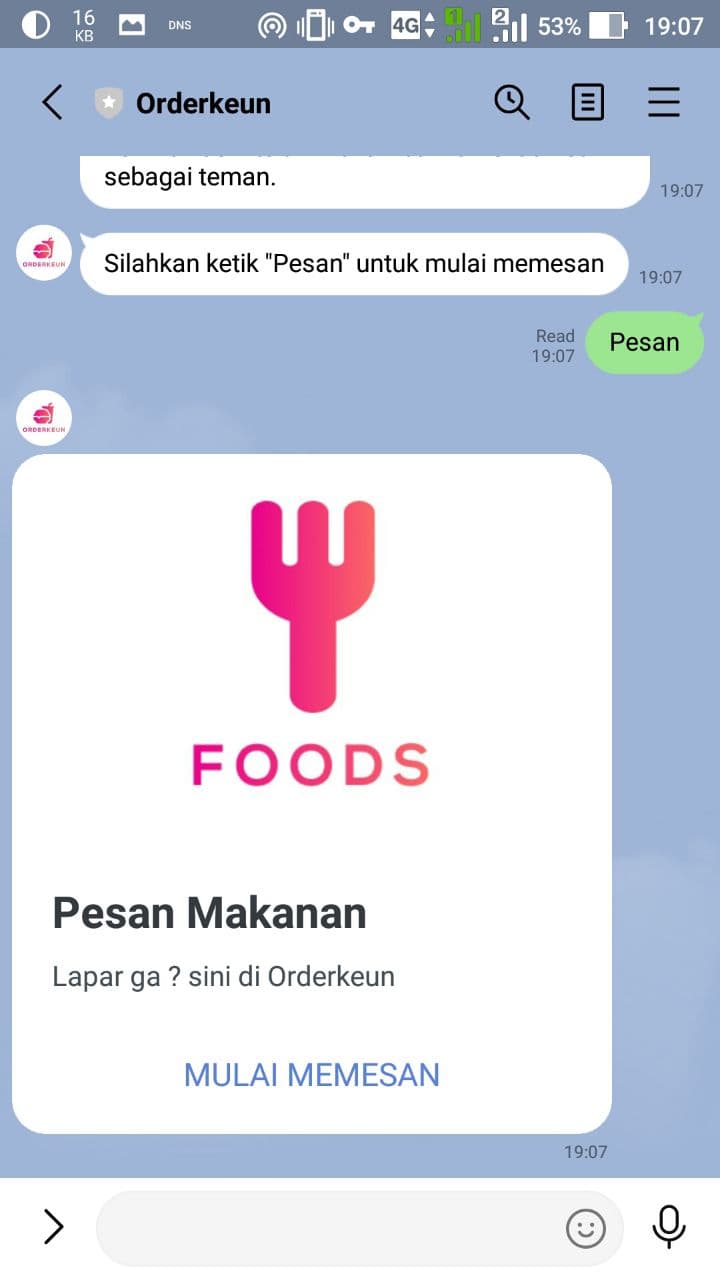 16
KB
DNS
4G
1
2
53%
19:07
Orderkeun
sebagai teman.
19:07
ORDERKEUN
Silahkan ketik "Pesan" untuk mulai memesan
19:07
Read
19:07
Pesan
ORDERKEUN
FOODS
Pesan Makanan
Lapar ga ? sini di Orderkeun
MULAI MEMESAN
19:07